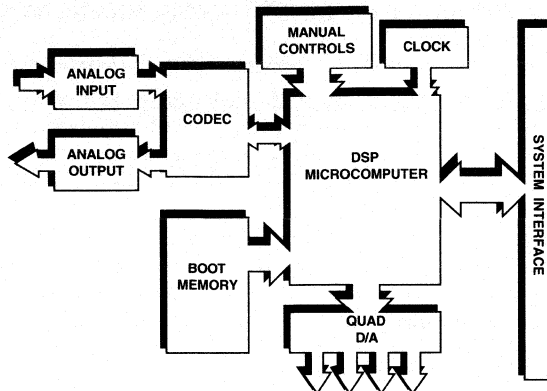 MANUAL
CONTROLS
CLOCK
ANALOG
INPUT
CODEC
ANALOG
OUTPUT
DSP
MICROCOMPUTER
SYSTEM INTERFACE
BOOT
MEMORY
QUAD
D/A